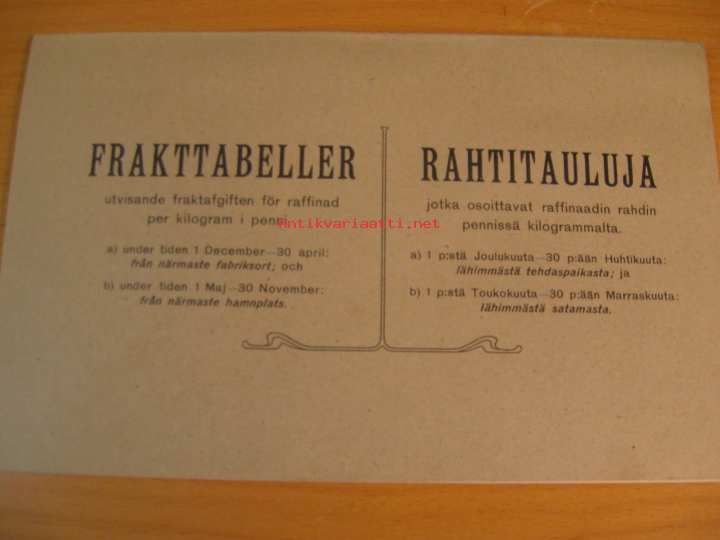 FRAKTTABELLER
utvisande fraktafgiften för raffinad
per kilogram i penni
a) under tiden 1 December—30 april:
från närmaste fabriksort; och
b) under tiden 1 Maj—30 November:
från närmaste hamnplats.
RAHTITAULUJA
jotka osoittavat raffinaadin rahdin
pennissä kilogrammalta.
a) 1 p:stä Joulukuuta—30 p:ään Huhtikuuta:
lähimmästä tehdaspaikasta; ja
b) 1 p:stä Toukokuuta—30 p:ään Marraskuuta:
lähimmästä satamasta.
Antikvariaatti.net